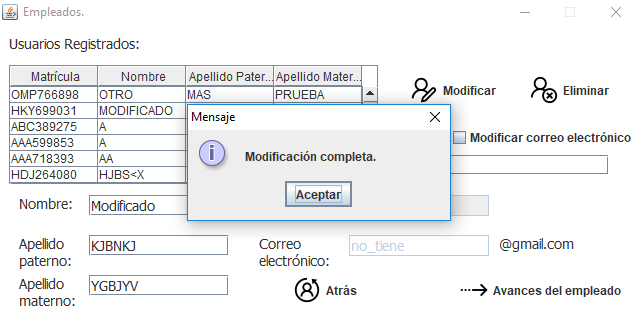 Empleados.
Usuarios Registrados:
Matrícula Nombre Apellido Pater... Apellido Mater...
OMP766898 OTRO MAS PRUEBA
HKY699031 MODIFICADO
ABC389275 A
AAA599853 A
AAA718393 AA
HDJ264080 HJBS<X
Modificar Eliminar
Modificar correo electrónico
Mensaje
Modificación completa.
Aceptar
Nombre: Modificado
Apellido paterno: KJBNKJ
Correo electrónico: no_tiene @gmail.com
Apellido materno: YGBJYV
Atrás
Avances del empleado